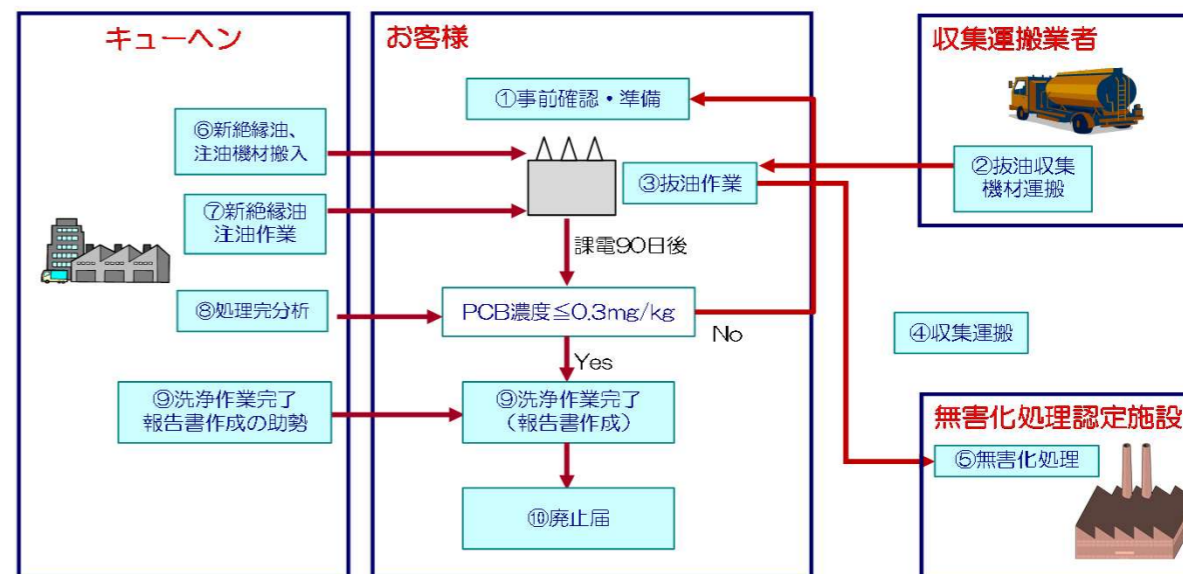 キューヘン
⑥新絶縁油、
注油機材搬入
⑦新絶縁油
注油作業
⑧処理完分析
⑨洗浄作業完了
報告書作成の助勢
お客様
①事前確認・準備
③抜油作業
課電90日後
PCB濃度≦0.3mg/kg
No
Yes
⑨洗浄作業完了
（報告書作成）
⑩廃止届
収集運搬業者
②抜油収集
機材運搬
④収集運搬
無害化処理認定施設
⑤無害化処理